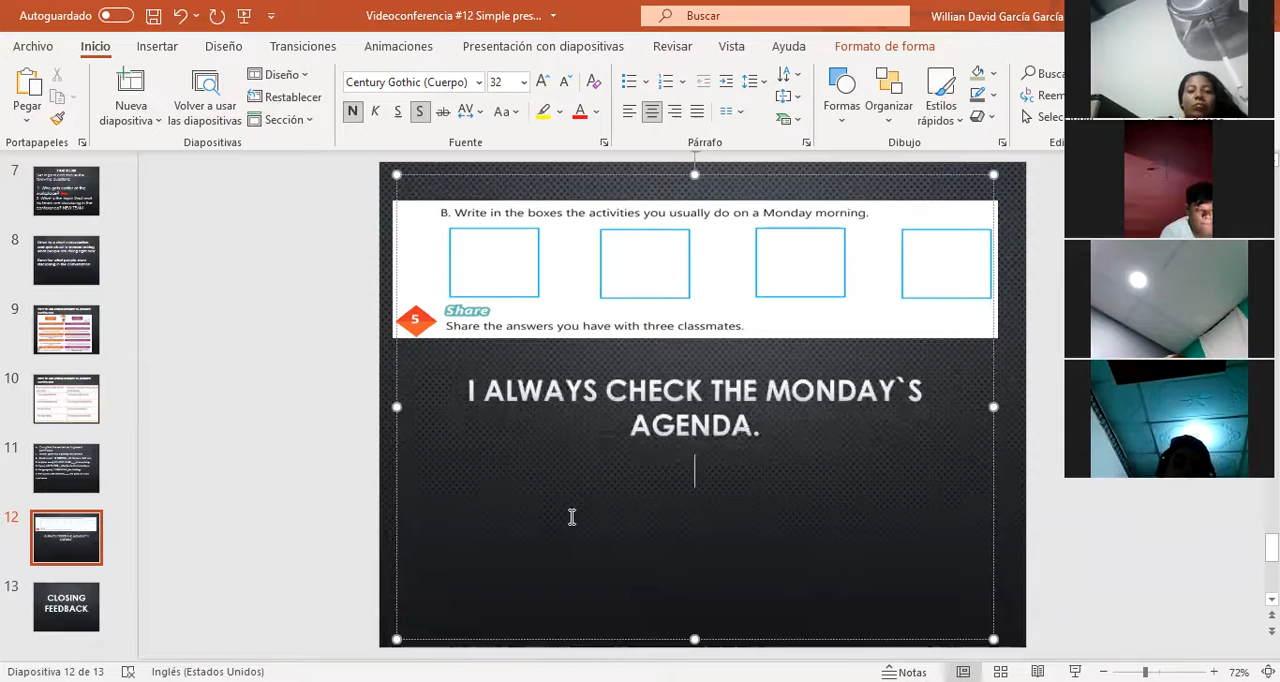 Autoguardado
Videoconferencia #12 Simple pres...
Buscar
Willian David García García
Archivo Inicio Insertar Diseño Transiciones Animaciones Presentación con diapositivas Revisar Vista Ayuda Formato de forma
Pegar
Nueva diapositiva
Volver a usar las diapositivas
Diseño
Restablecer
Sección
Century Gothic (Cuerpo) 32
N K S S ab AV Aa A
Formas Organizar Estilos rápidos
Busca
Reem
Selecci
Portapapeles Diapositivas Fuente Párrafo Dibujo Edi
7
8
9
10
11
12
13
CLOSING
FEEDBACK
B. Write in the boxes the activities you usually do on a Monday morning.
5 Share
Share the answers you have with three classmates.
I ALWAYS CHECK THE MONDAY`S
AGENDA.
Diapositiva 12 de 13 Inglés (Estados Unidos) Notas 72%